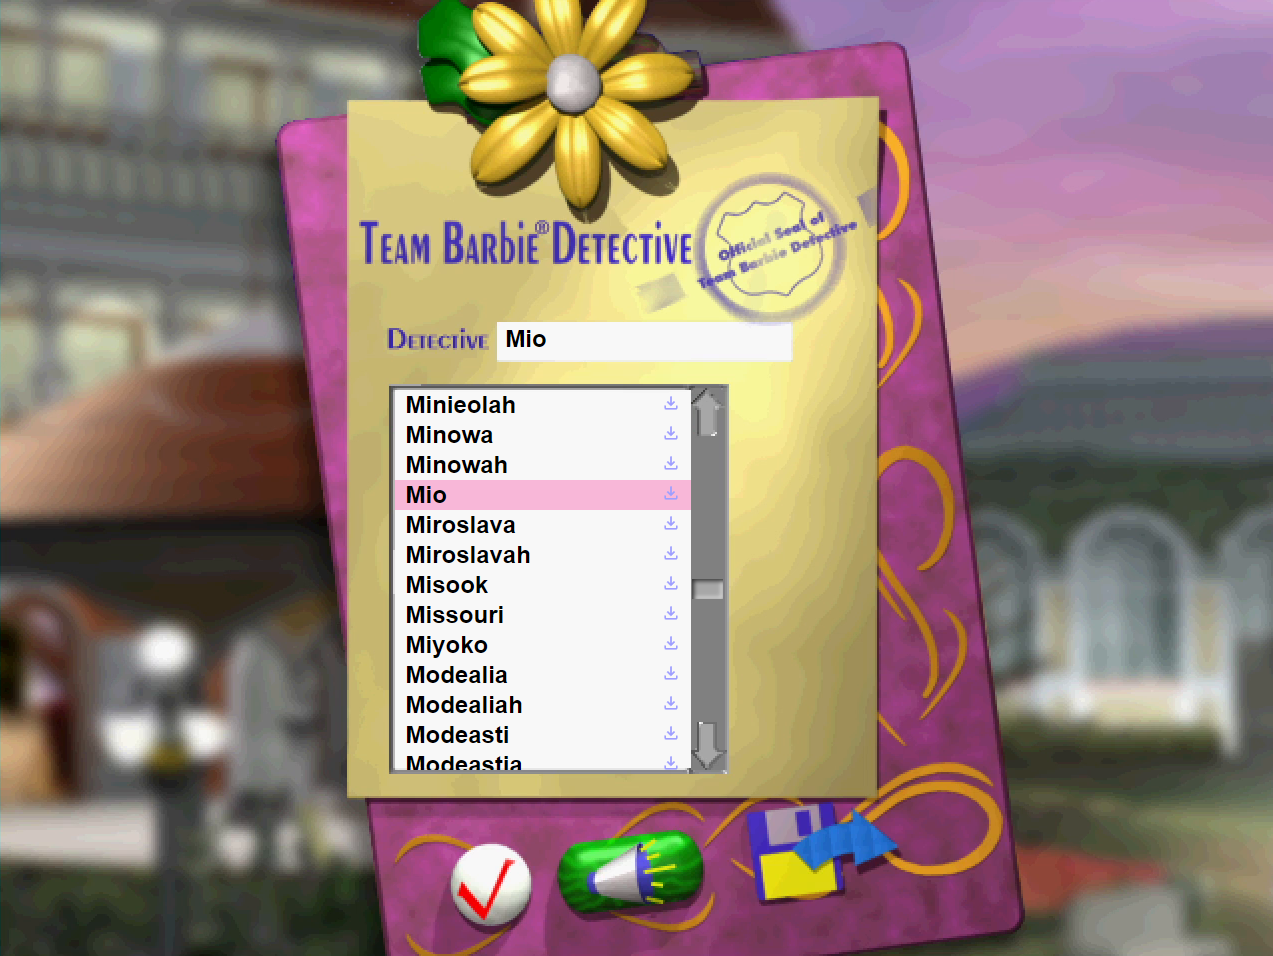 Team Barbie® Detective
Official Seal of
Team Barbie Detective
Detective Mio
Minieolah
Minowa
Minowah
Mio
Miroslava
Miroslavah
Misook
Missouri
Miyoko
Modealia
Modealiah
Modeasti
Modeastia